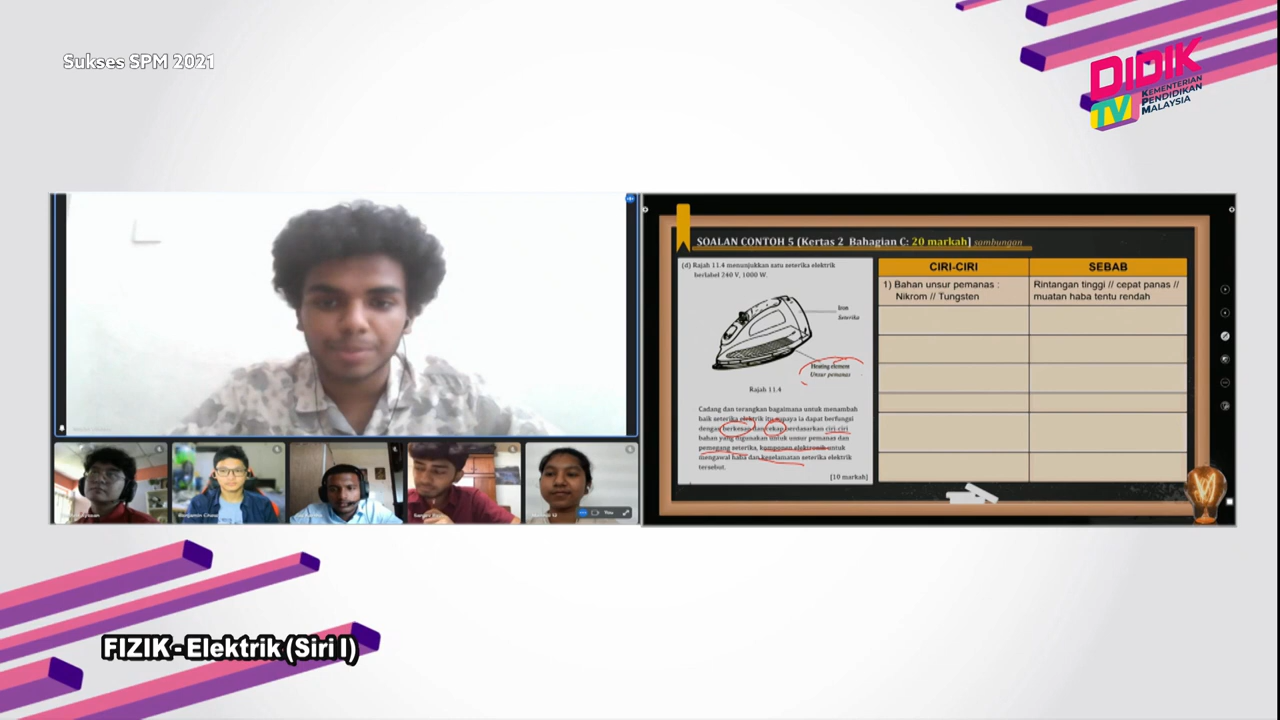 Sukses SPM 2021
DIDIK
TV
KEMENTERIAN
PENDIDIKAN
MALAYSIA
SOALAN CONTOH 5 (Kertas 2 Bahagian C: 20 markah] sambungan
(d) Rajah 11.4 menunjukkan satu seterika elektrik
berlabel 240 V, 1000 W.
Iron
Seterika
Heating element
Unsur pemanas
Rajah 11.4
Cadang dan terangkan bagaimana untuk menambah
baik seterika elektrik itu supaya ia dapat berfungsi
dengan berkesan dan cekap berdasarkan ciri-ciri
bahan yang digunakan untuk unsur pemanas dan
pemegang seterika, komponen elektronik untuk
mengawal haba dan keselamatan seterika elektrik
tersebut.
[10 markah]
CIRI-CIRI
SEBAB
1) Bahan unsur pemanas :
Nikrom // Tungsten
Rintangan tinggi // cepat panas //
muatan haba tentu rendah
Benjamin
You
FIZIK - Elektrik (Siri I)